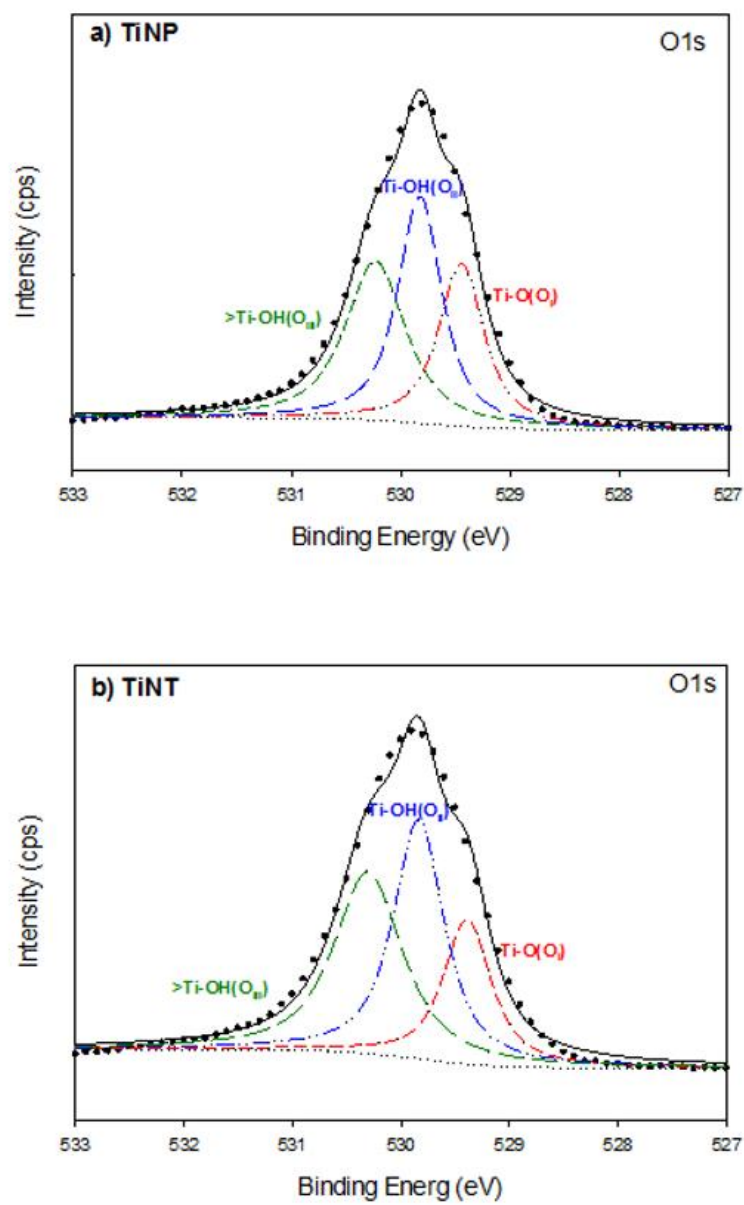 a) TiNP
O1s
Ti-OH(OII)
Ti-O(OI)
>Ti-OH(OIII)
Intensity (cps)
533 532 531 530 529 528 527
Binding Energy (eV)
b) TiNT
O1s
Ti-OH(OII)
Ti-O(OI)
>Ti-OH(OIII)
Intensity (cps)
533 532 531 530 529 528 527
Binding Energ (eV)